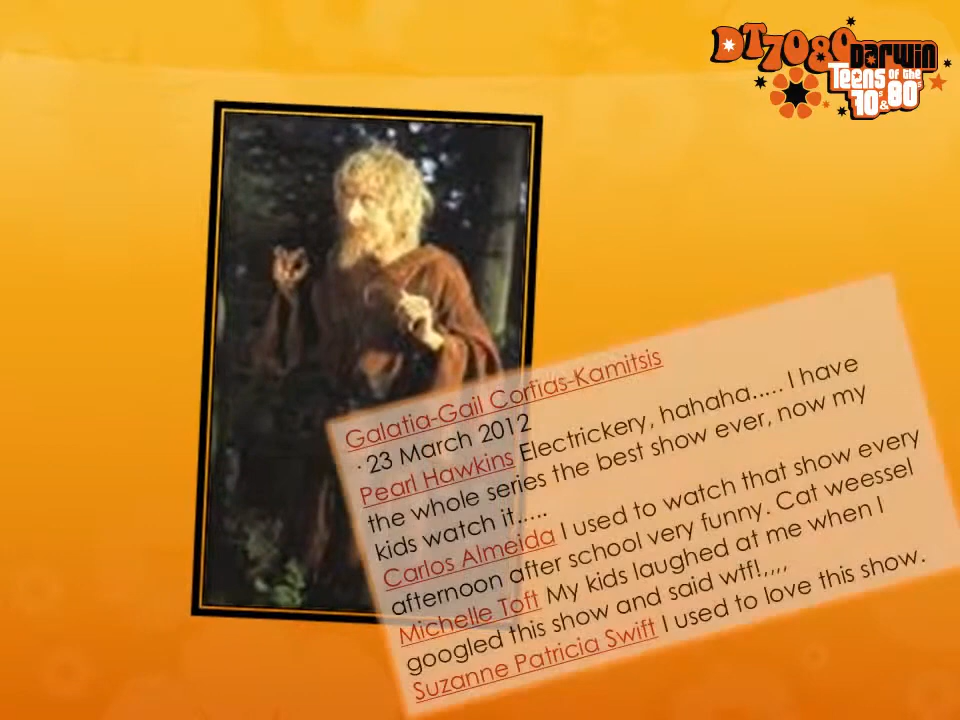 DT7080 Darwin
Teens of the
70s & 80s
Galatia-Gail Corfias-Kamitsis
· 23 March 2012
Pearl Hawkins Electrickery, hahaha..... I have
the whole series the best show ever, now my
kids watch it.....
Carlos Almeida I used to watch that show every
afternoon after school very funny. Cat weessel
Michelle Toft My kids laughed at me when I
googled this show and said wtf!,,,,
Suzanne Patricia Swift I used to love this show.